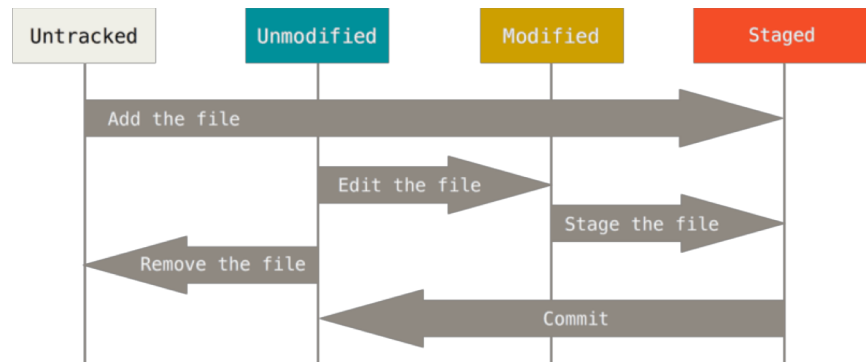 Untracked
Unmodified
Modified
Staged
Add the file
Edit the file
Stage the file
Remove the file
Commit